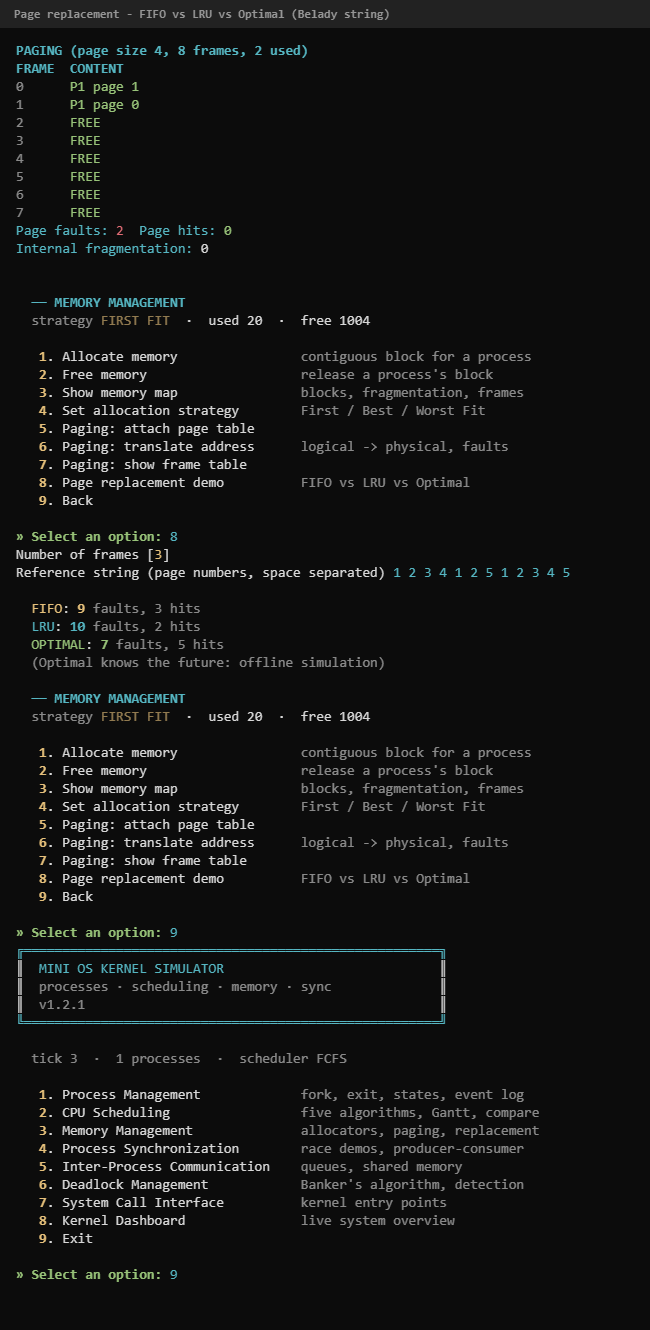 Page replacement - FIFO vs LRU vs Optimal (Belady string)
PAGING (page size 4, 8 frames, 2 used)
FRAME  CONTENT
0      P1 page 1
1      P1 page 0
2      FREE
3      FREE
4      FREE
5      FREE
6      FREE
7      FREE
Page faults: 2  Page hits: 0
Internal fragmentation: 0
── MEMORY MANAGEMENT
strategy FIRST FIT  ·  used 20  ·  free 1004
1. Allocate memory                contiguous block for a process
2. Free memory                    release a process's block
3. Show memory map                blocks, fragmentation, frames
4. Set allocation strategy        First / Best / Worst Fit
5. Paging: attach page table
6. Paging: translate address      logical -> physical, faults
7. Paging: show frame table
8. Page replacement demo          FIFO vs LRU vs Optimal
9. Back
» Select an option: 8
Number of frames [3]
Reference string (page numbers, space separated) 1 2 3 4 1 2 5 1 2 3 4 5
FIFO: 9 faults, 3 hits
LRU: 10 faults, 2 hits
OPTIMAL: 7 faults, 5 hits
(Optimal knows the future: offline simulation)
── MEMORY MANAGEMENT
strategy FIRST FIT  ·  used 20  ·  free 1004
1. Allocate memory                contiguous block for a process
2. Free memory                    release a process's block
3. Show memory map                blocks, fragmentation, frames
4. Set allocation strategy        First / Best / Worst Fit
5. Paging: attach page table
6. Paging: translate address      logical -> physical, faults
7. Paging: show frame table
8. Page replacement demo          FIFO vs LRU vs Optimal
9. Back
» Select an option: 9
MINI OS KERNEL SIMULATOR
processes · scheduling · memory · sync
v1.2.1
tick 3  ·  1 processes  ·  scheduler FCFS
1. Process Management             fork, exit, states, event log
2. CPU Scheduling                 five algorithms, Gantt, compare
3. Memory Management              allocators, paging, replacement
4. Process Synchronization        race demos, producer-consumer
5. Inter-Process Communication    queues, shared memory
6. Deadlock Management            Banker's algorithm, detection
7. System Call Interface          kernel entry points
8. Kernel Dashboard               live system overview
9. Exit
» Select an option: 9